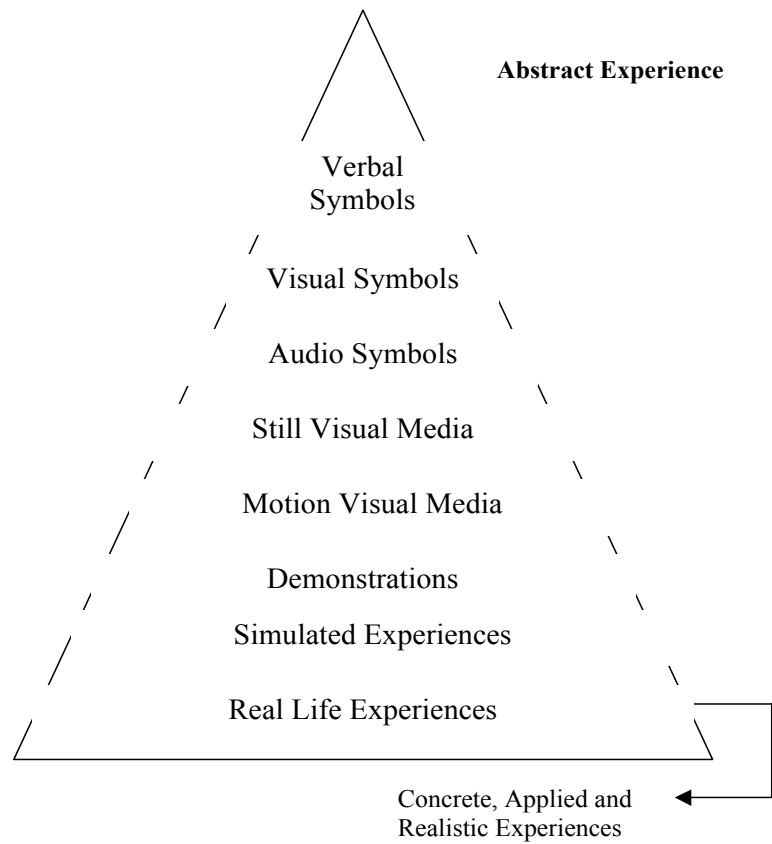 Abstract Experience
Verbal
Symbols
Visual Symbols
Audio Symbols
Still Visual Media
Motion Visual Media
Demonstrations
Simulated Experiences
Real Life Experiences
Concrete, Applied and
Realistic Experiences